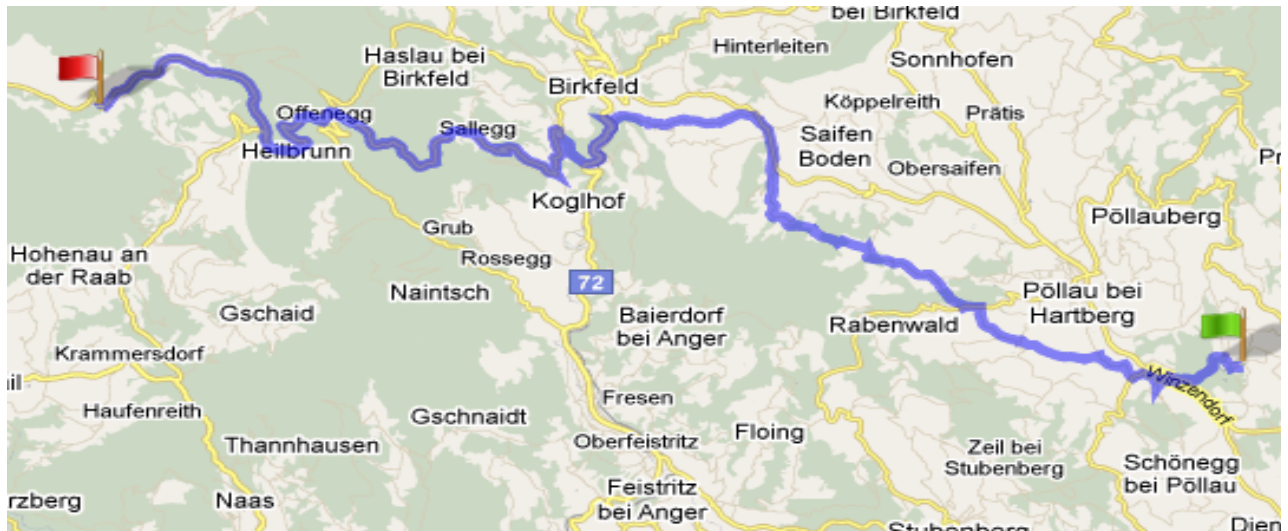 bei Birkfeld
Hinterleiten
Sonnhofen
Haslau bei
Birkfeld
Birkfeld
Köppelreith
Prätis
Offenegg
Sallegg
Saifen
Boden
Heilbrunn
Obersaifen
Koglhof
Pöllauberg
Grub
Hohenau an
der Raab
Rossegg
72
Naintsch
Pöllau bei
Hartberg
Gschaid
Baierdorf
bei Anger
Rabenwald
Krammersdorf
Winzendorf
Fresen
Haufenreith
Gschnaidt
Floing
Oberfeistritz
Thannhausen
Zeil bei
Stubenberg
Schönegg
bei Pöllau
Naas
Feistritz
bei Anger
Stubenberg